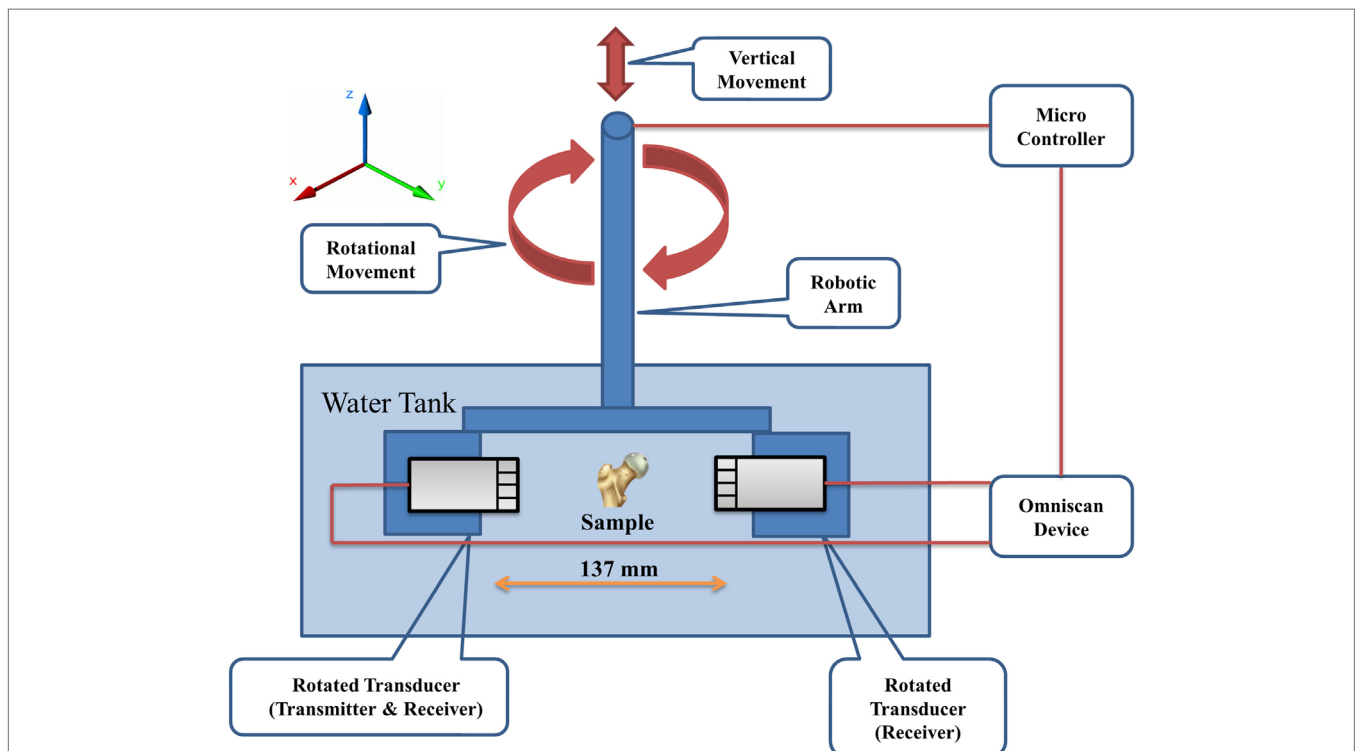 Vertical
Movement
z
x
y
Micro
Controller
Rotational
Movement
Robotic
Arm
Water Tank
Sample
Omniscan
Device
137 mm
Rotated Transducer
(Transmitter & Receiver)
Rotated
Transducer
(Receiver)